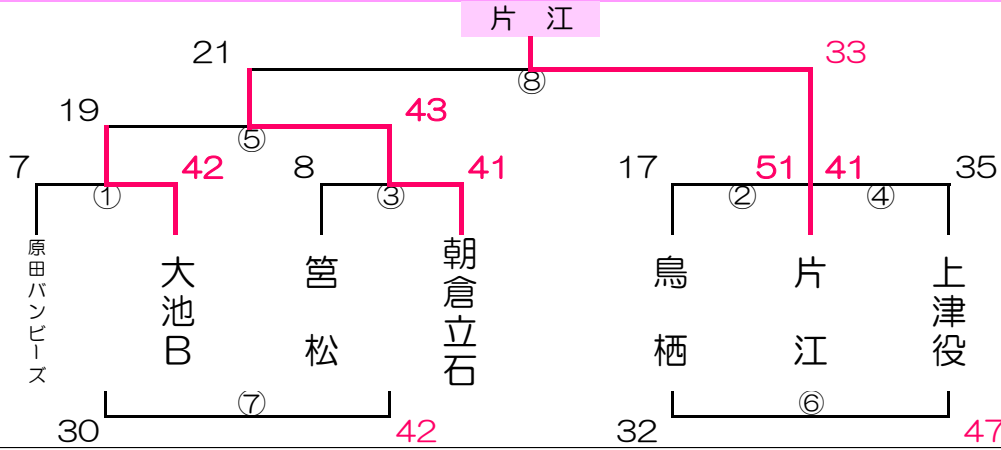 片 江
21 33
⑧
19 43
⑤
7 42 8 41 17 51 41 35
① ③ ② ④
原田バンビーズ
大池B
筥 松
朝倉立石
鳥 栖
片 江
上津役
⑦ ⑥
30 42 32 47